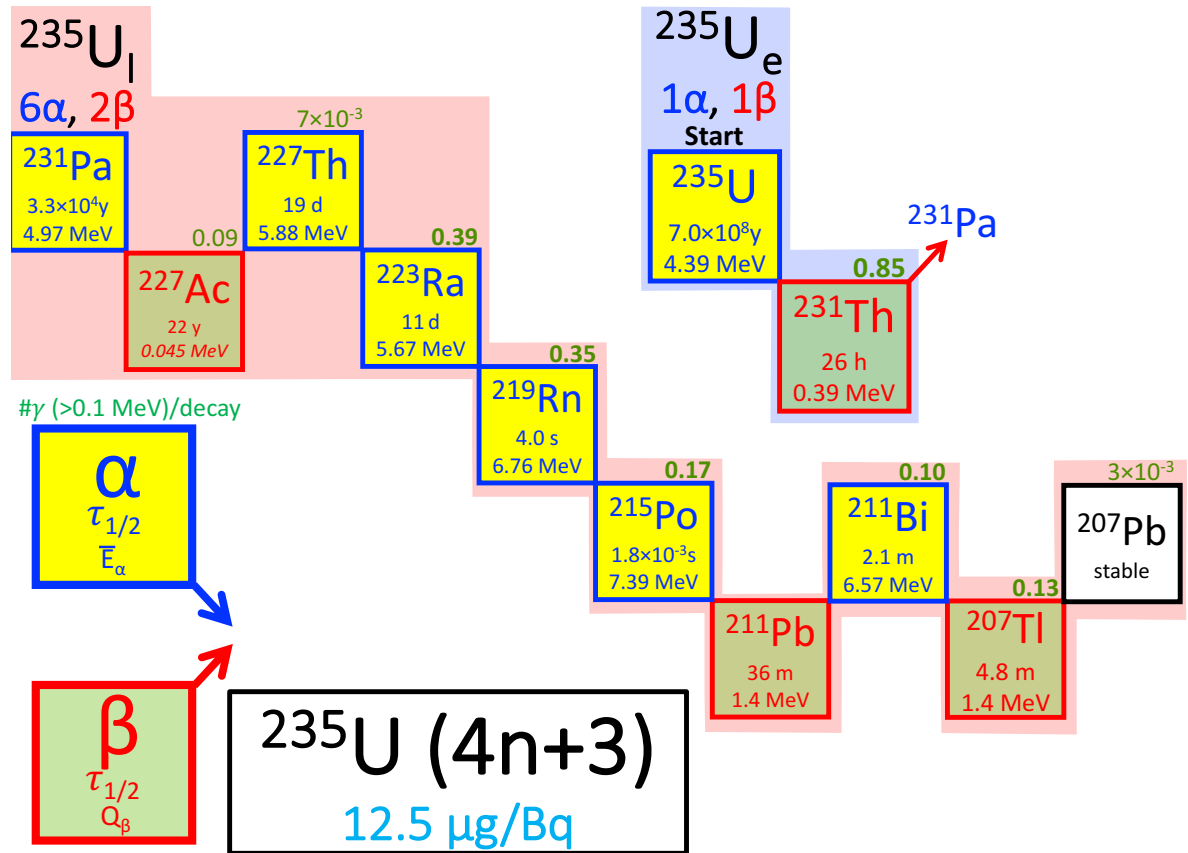 ²³⁵Uₗ
6α, 2β
²³¹Pa
3.3×10⁴y
4.97 MeV
0.09
²²⁷Ac
22 y
0.045 MeV
7×10⁻³
²²⁷Th
19 d
5.88 MeV
0.39
²²³Ra
11 d
5.67 MeV
0.35
²¹⁹Rn
4.0 s
6.76 MeV
0.17
²¹⁵Po
1.8×10⁻³s
7.39 MeV
²¹¹Pb
36 m
1.4 MeV
0.10
²¹¹Bi
2.1 m
6.57 MeV
0.13
²⁰⁷Tl
4.8 m
1.4 MeV
3×10⁻³
²⁰⁷Pb
stable
²³⁵Uₑ
1α, 1β
Start
²³⁵U
7.0×10⁸y
4.39 MeV
0.85
²³¹Th
26 h
0.39 MeV
²³¹Pa
#γ (>0.1 MeV)/decay
α
τ₁/₂
E̅α
β
τ₁/₂
Qᵦ
²³⁵U (4n+3)
12.5 µg/Bq